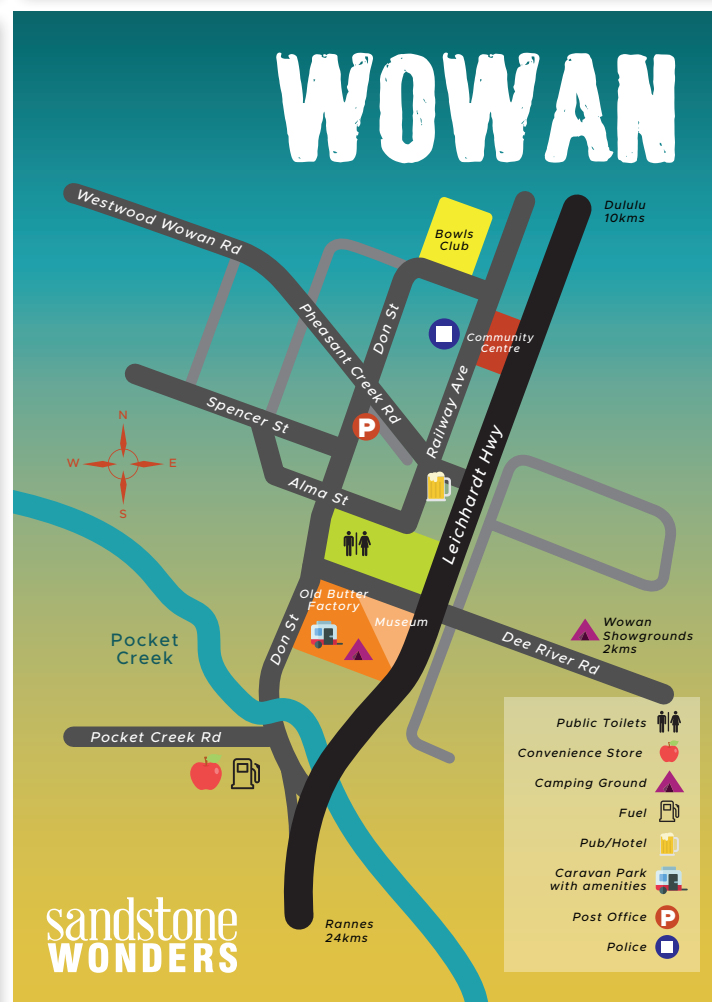 WOWAN
Dululu
10kms
Westwood Wowan Rd
Bowls
Club
Don St
Pheasant Creek Rd
Community
Centre
Railway Ave
Spencer St
P
N
W E
S
Leichhardt Hwy
Alma St
Old Butter
Factory
Museum
Don St
Dee River Rd
Wowan
Showgrounds
2kms
Pocket
Creek
Pocket Creek Rd
Public Toilets
Convenience Store
Camping Ground
Fuel
Pub/Hotel
Caravan Park
with amenities
Post Office P
Police
Rannes
24kms
sandstone
WONDERS